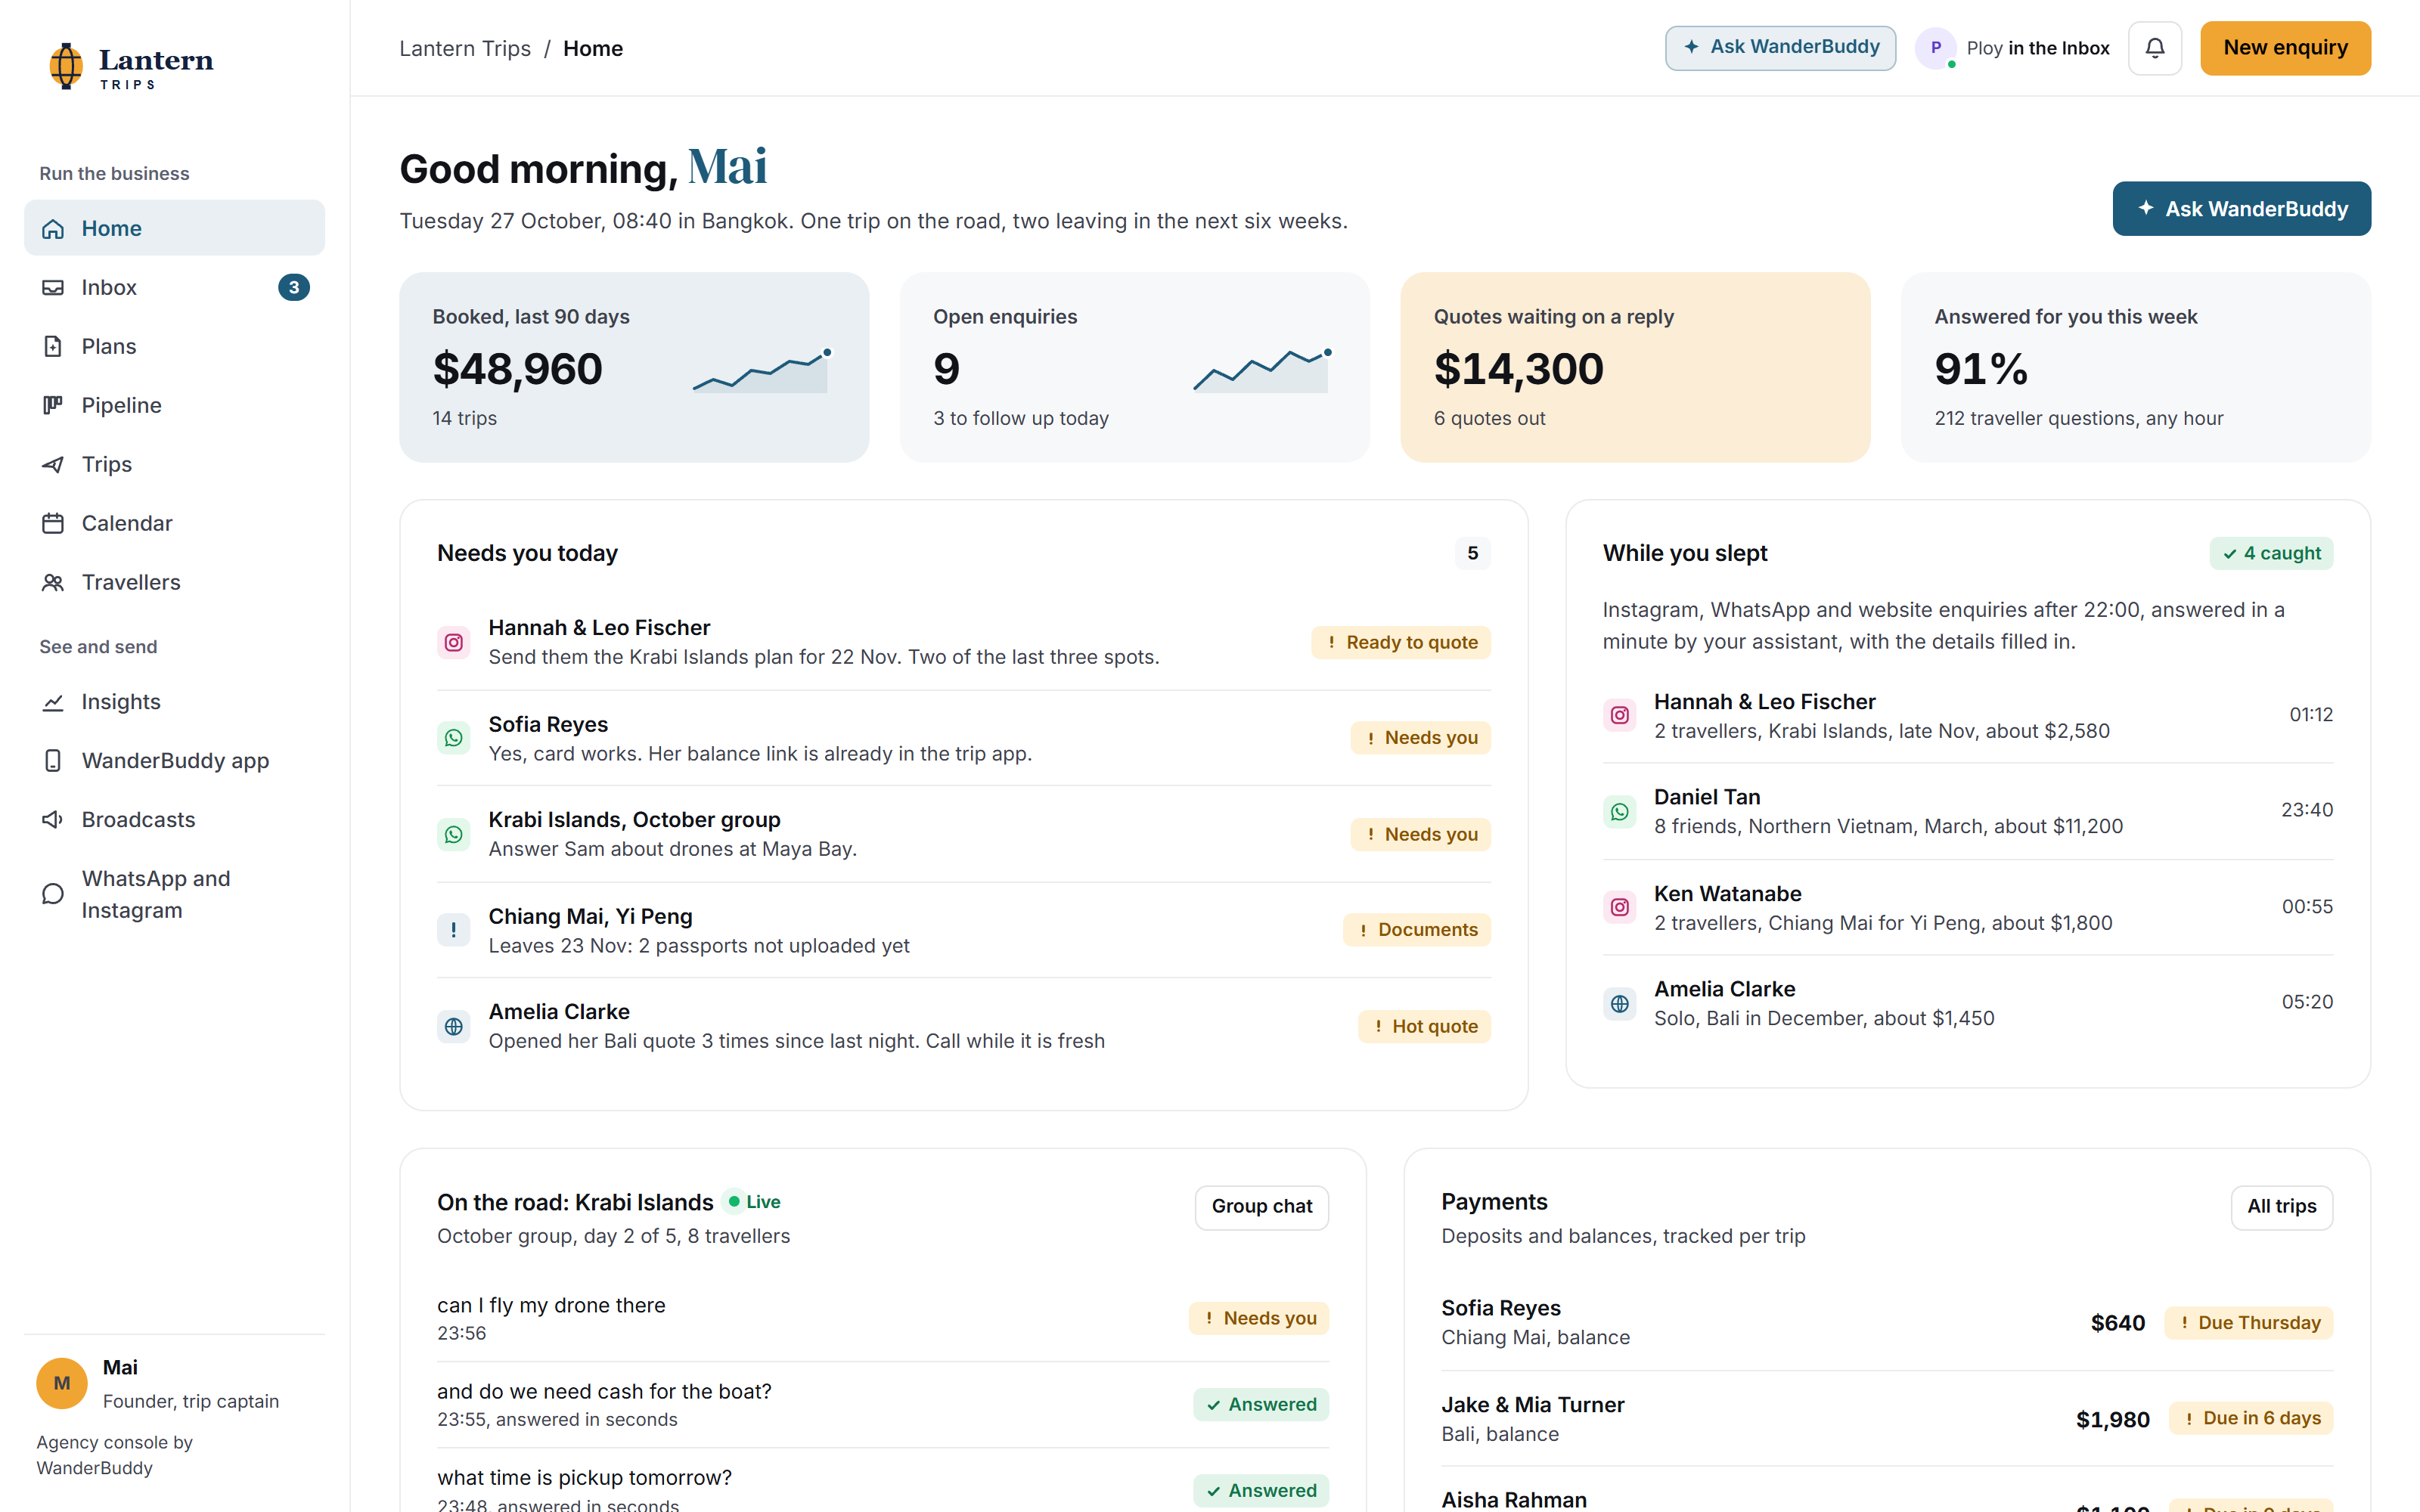 Lantern
TRIPS
Run the business
Home
Inbox
3
Plans
Pipeline
Trips
Calendar
Travellers
See and send
Insights
WanderBuddy app
Broadcasts
WhatsApp and
Instagram
M
Mai
Founder, trip captain
Agency console by
WanderBuddy
Lantern Trips / Home
Ask WanderBuddy
P
Ploy in the Inbox
New enquiry
Good morning, Mai
Tuesday 27 October, 08:40 in Bangkok. One trip on the road, two leaving in the next six weeks.
Ask WanderBuddy
Booked, last 90 days
$48,960
14 trips
Open enquiries
9
3 to follow up today
Quotes waiting on a reply
$14,300
6 quotes out
Answered for you this week
91%
212 traveller questions, any hour
Needs you today
5
Hannah & Leo Fischer
Send them the Krabi Islands plan for 22 Nov. Two of the last three spots.
! Ready to quote
Sofia Reyes
Yes, card works. Her balance link is already in the trip app.
! Needs you
Krabi Islands, October group
Answer Sam about drones at Maya Bay.
! Needs you
!
Chiang Mai, Yi Peng
Leaves 23 Nov: 2 passports not uploaded yet
! Documents
Amelia Clarke
Opened her Bali quote 3 times since last night. Call while it is fresh
! Hot quote
While you slept
4 caught
Instagram, WhatsApp and website enquiries after 22:00, answered in a
minute by your assistant, with the details filled in.
Hannah & Leo Fischer
2 travellers, Krabi Islands, late Nov, about $2,580
01:12
Daniel Tan
8 friends, Northern Vietnam, March, about $11,200
23:40
Ken Watanabe
2 travellers, Chiang Mai for Yi Peng, about $1,800
00:55
Amelia Clarke
Solo, Bali in December, about $1,450
05:20
On the road: Krabi Islands
Live
October group, day 2 of 5, 8 travellers
Group chat
can I fly my drone there
23:56
! Needs you
and do we need cash for the boat?
23:55, answered in seconds
Answered
what time is pickup tomorrow?
23:48, answered in seconds
Answered
Payments
Deposits and balances, tracked per trip
All trips
Sofia Reyes
Chiang Mai, balance
$640
! Due Thursday
Jake & Mia Turner
Bali, balance
$1,980
! Due in 6 days
Aisha Rahman